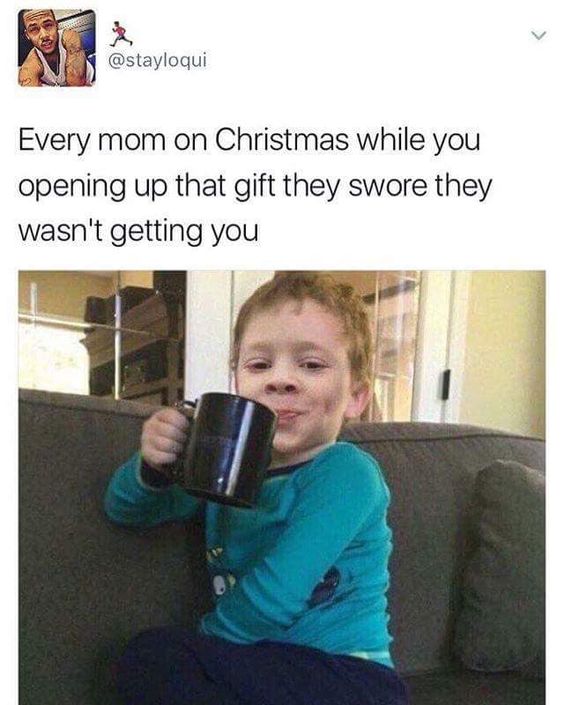 @stayloqui
Every mom on Christmas while you
opening up that gift they swore they
wasn't getting you